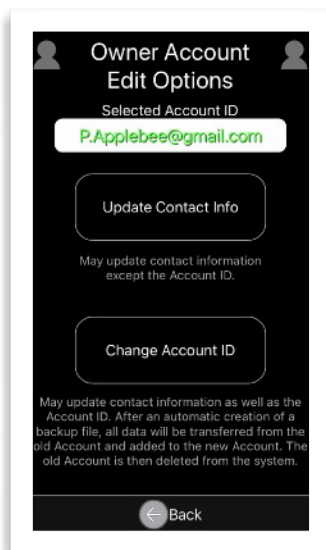 Owner Account
Edit Options
Selected Account ID
P.Applebee@gmail.com
Update Contact Info
May update contact information
except the Account ID.
Change Account ID
May update contact information as well as the
Account ID. After an automatic creation of a
backup file, all data will be transferred from the
old Account and added to the new Account. The
old Account is then deleted from the system.
Back